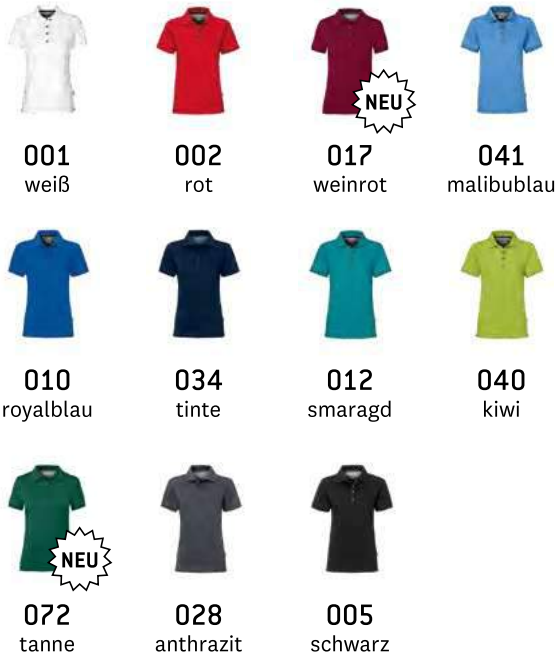 NEU
001 002 017 041
weiß rot weinrot malibublau
010 034 012 040
royalblau tinte smaragd kiwi
NEU
072 028 005
tanne anthrazit schwarz